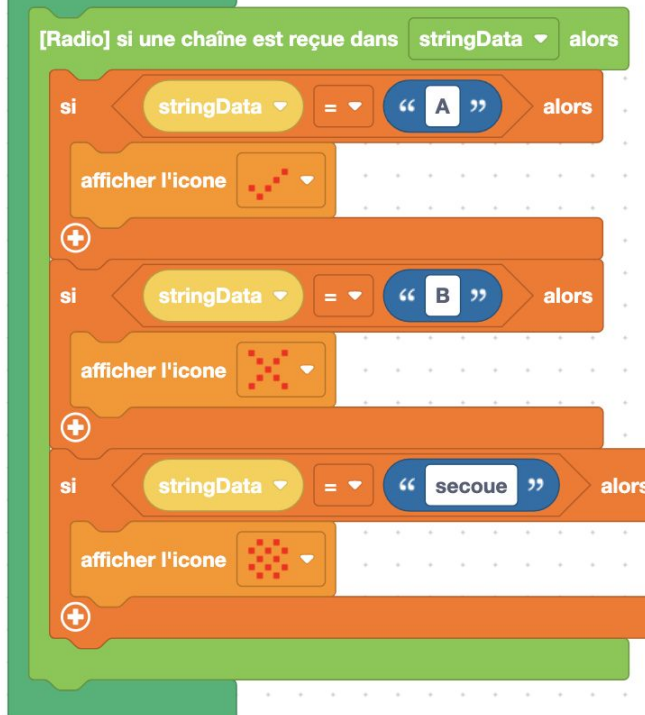 [Radio] si une chaîne est reçue dans stringData alors
si stringData = “ A ” alors
afficher l'icone
si stringData = “ B ” alors
afficher l'icone
si stringData = “ secoue ” alors
afficher l'icone